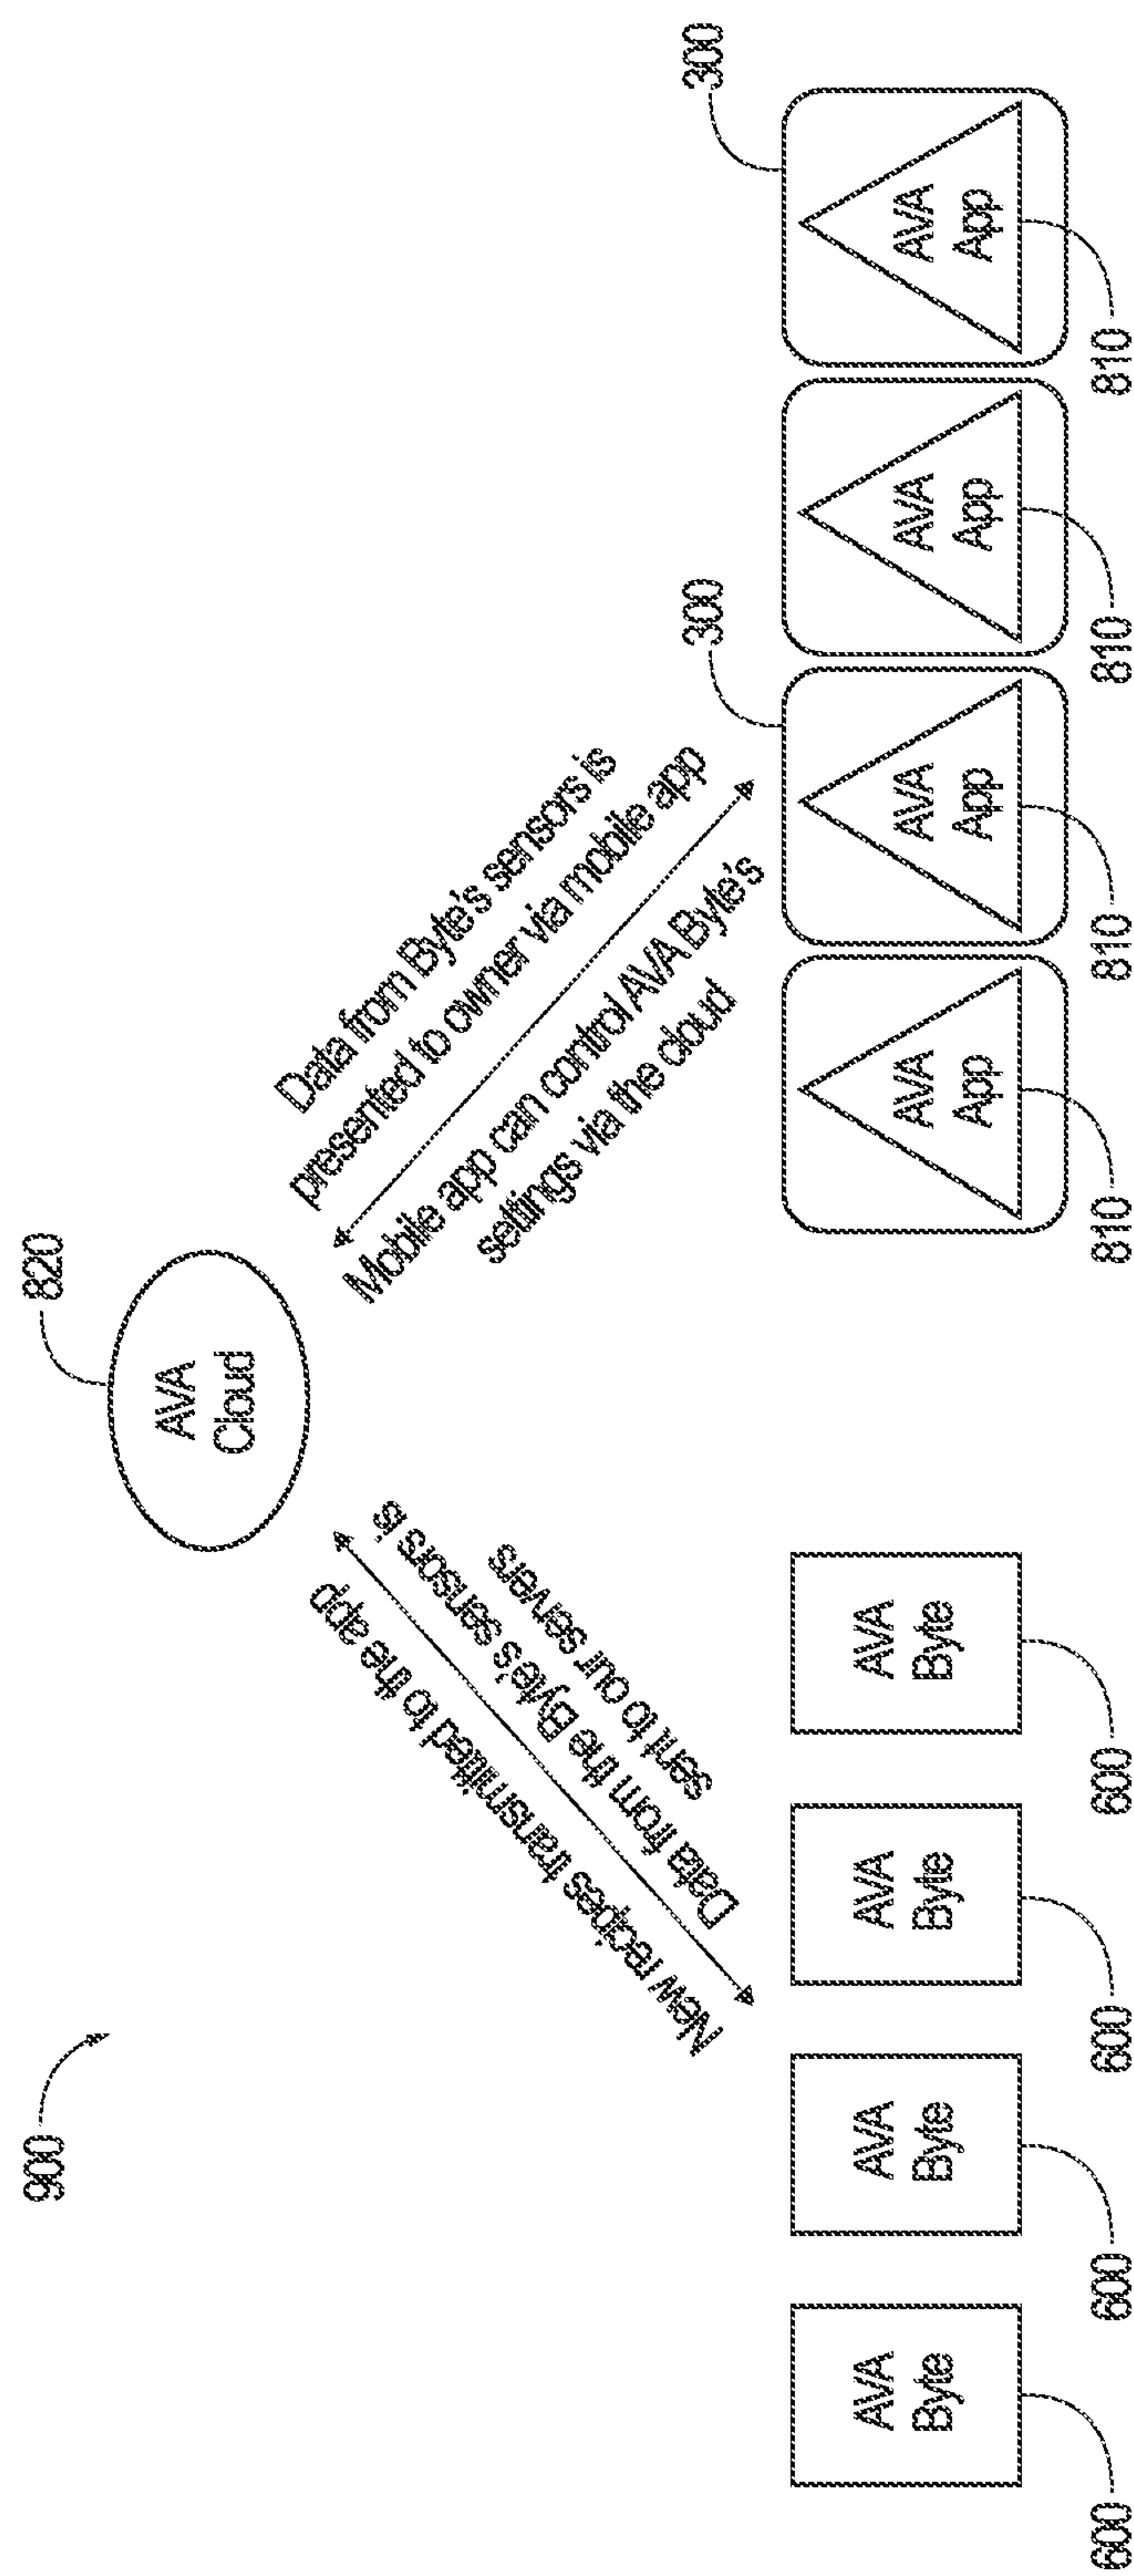 900
820
AVA
Cloud
New recipes transmitted to the app
Data from the Byte's sensors is
sent to our servers
Data from Byte's sensors is
presented to owner via mobile app
Mobile app can control AVA Byte's
settings via the cloud
300
300
AVA
Byte
AVA
Byte
AVA
Byte
AVA
Byte
AVA
App
AVA
App
AVA
App
AVA
App
600
600
600
600
810
810
810
810